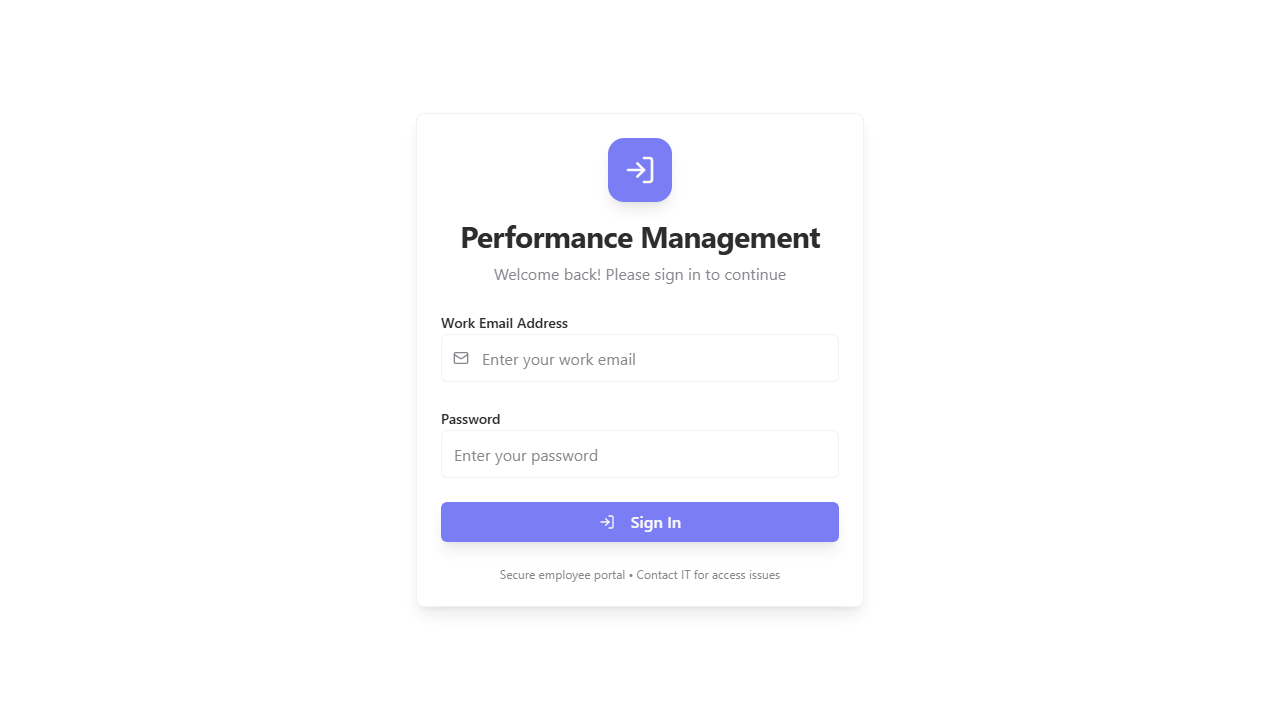 Performance Management
Welcome back! Please sign in to continue
Work Email Address
Enter your work email
Password
Enter your password
Sign In
Secure employee portal • Contact IT for access issues